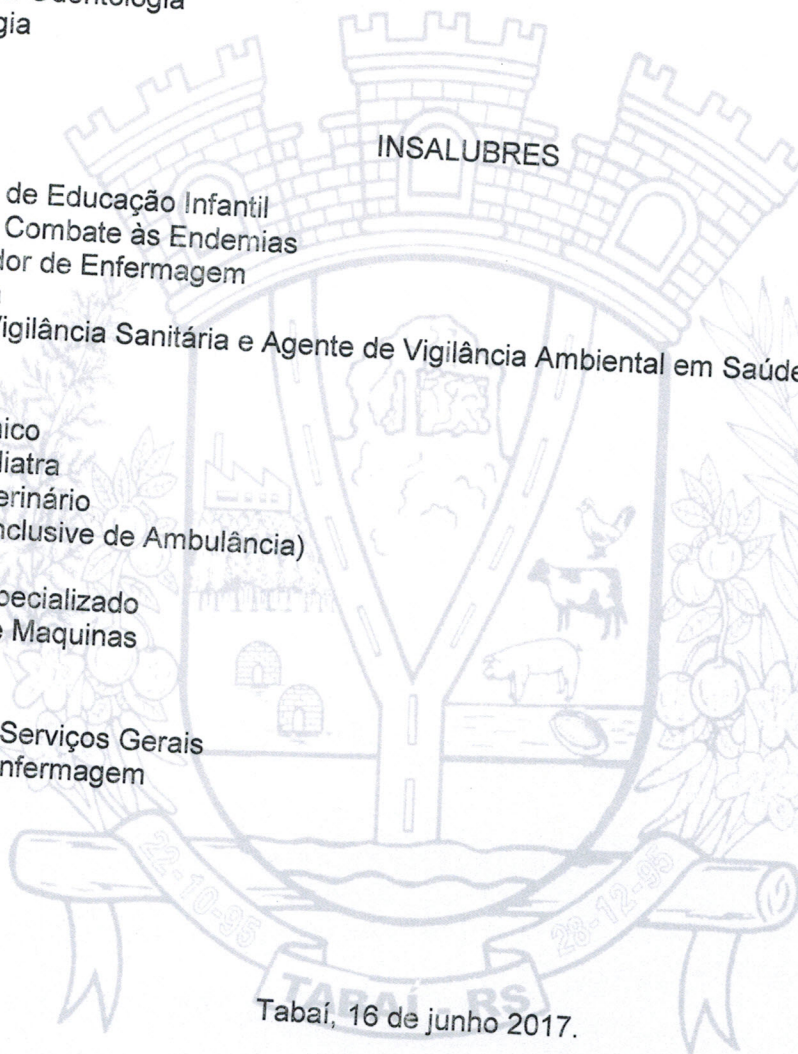 Odontologia
gia
INSALUBRES
de Educação Infantil
Combate às Endemias
dor de Enfermagem
Vigilância Sanitária e Agente de Vigilância Ambiental em Saúde
nico
diatra
erinário
nclusive de Ambulância)
pecializado
e Maquinas
Serviços Gerais
nfermagem
22-10-95
28-12-95
TABAÍ RS
Tabaí, 16 de junho 2017.